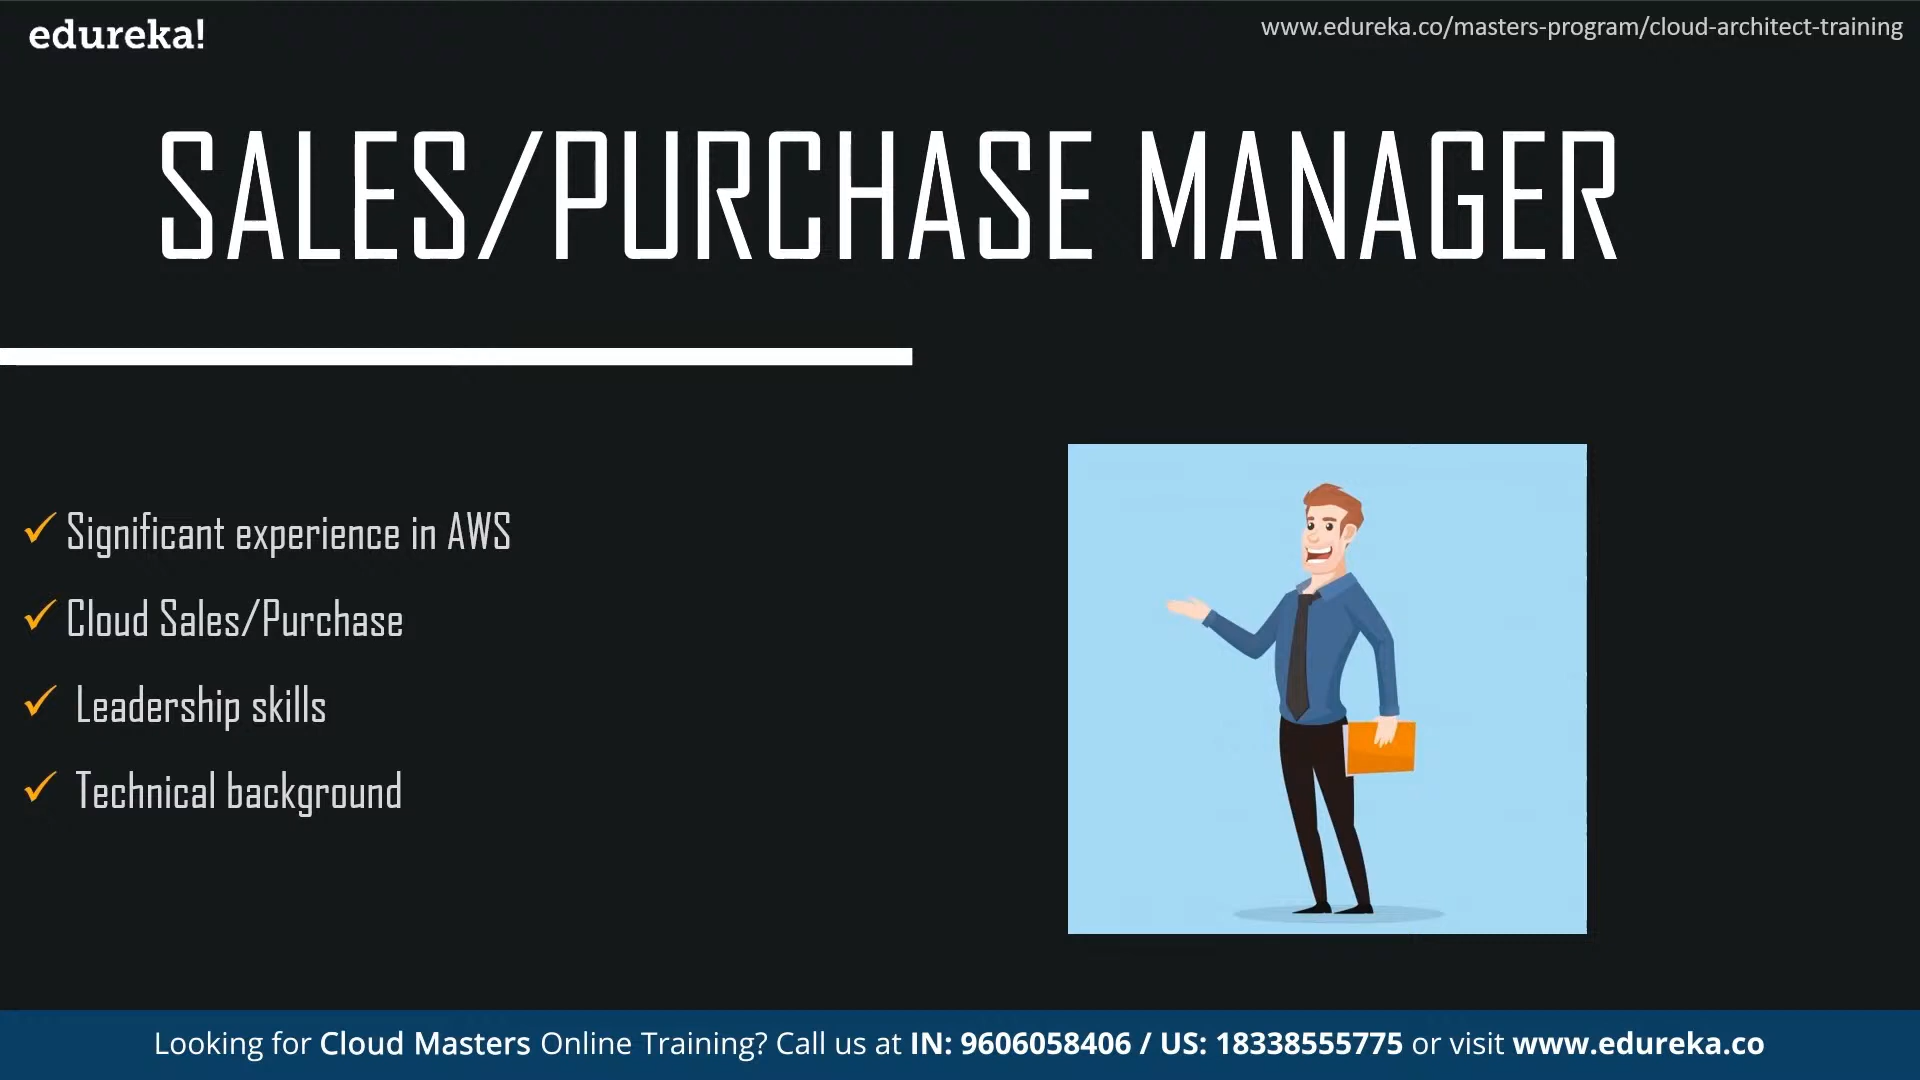 edureka!
www.edureka.co/masters-program/cloud-architect-training
SALES/PURCHASE MANAGER
Significant experience in AWS
Cloud Sales/Purchase
Leadership skills
Technical background
Looking for Cloud Masters Online Training? Call us at IN: 9606058406 / US: 18338555775 or visit www.edureka.co